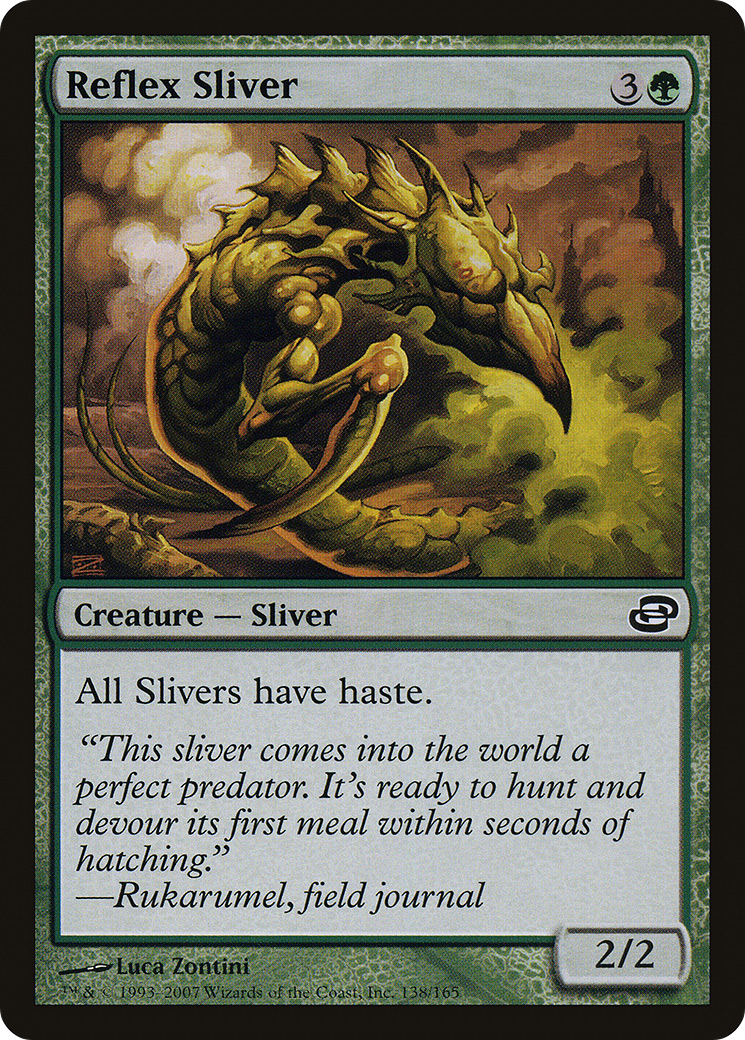 Reflex Sliver 3
Creature — Sliver
All Slivers have haste.
“This sliver comes into the world a
perfect predator. It’s ready to hunt and
devour its first meal within seconds of
hatching.”
—Rukarumel, field journal
2/2
Luca Zontini
™ & © 1993–2007 Wizards of the Coast, Inc. 138/165